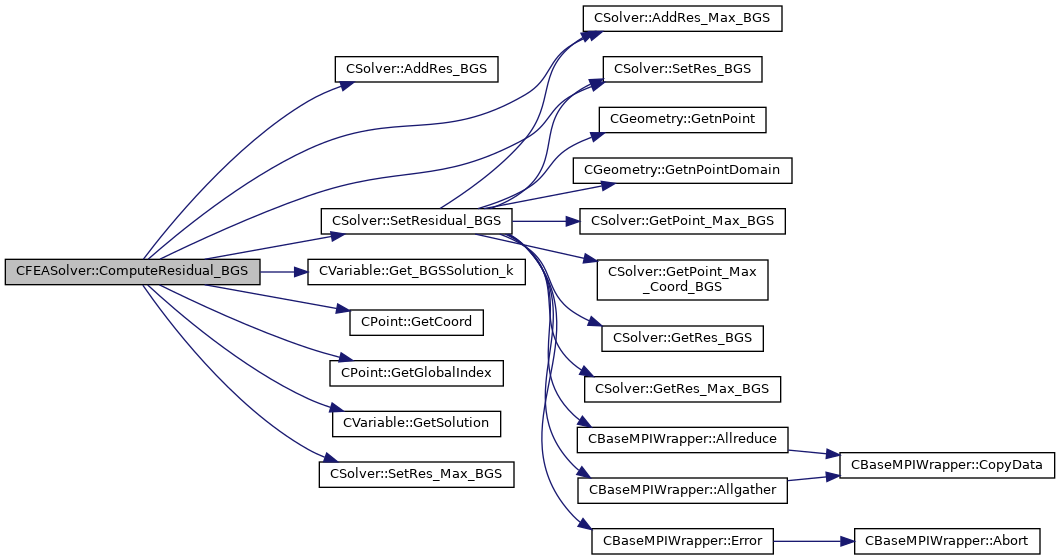 CSolver::AddRes_Max_BGS
CSolver::AddRes_BGS
CSolver::SetRes_BGS
CGeometry::GetnPoint
CGeometry::GetnPointDomain
CSolver::SetResidual_BGS
CSolver::GetPoint_Max_BGS
CFEASolver::ComputeResidual_BGS
CVariable::Get_BGSSolution_k
CSolver::GetPoint_Max
_Coord_BGS
CPoint::GetCoord
CSolver::GetRes_BGS
CPoint::GetGlobalIndex
CSolver::GetRes_Max_BGS
CVariable::GetSolution
CBaseMPIWrapper::Allreduce
CSolver::SetRes_Max_BGS
CBaseMPIWrapper::CopyData
CBaseMPIWrapper::Allgather
CBaseMPIWrapper::Error
CBaseMPIWrapper::Abort